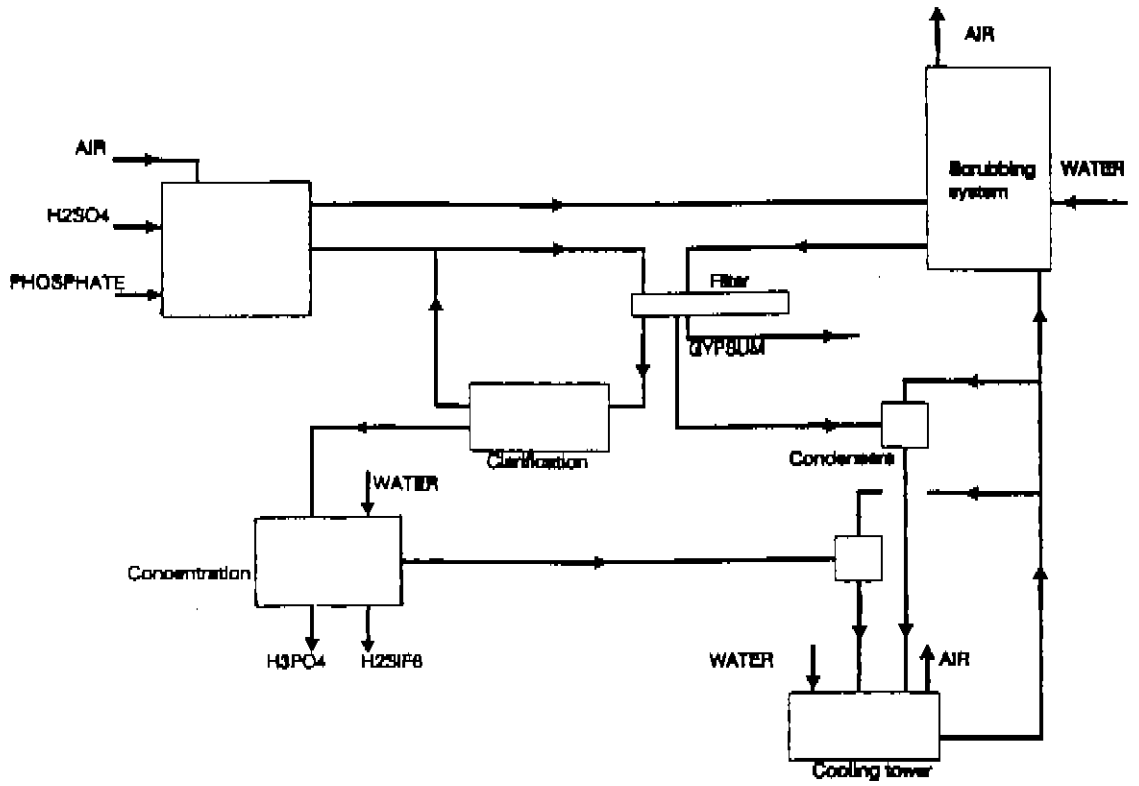 AIR
AIR
Scrubbing
system
WATER
H2SO4
PHOSPHATE
Filter
GYPSUM
Clarification
Condensers
WATER
Concentration
H3PO4
H2SIF6
WATER
AIR
Cooling tower